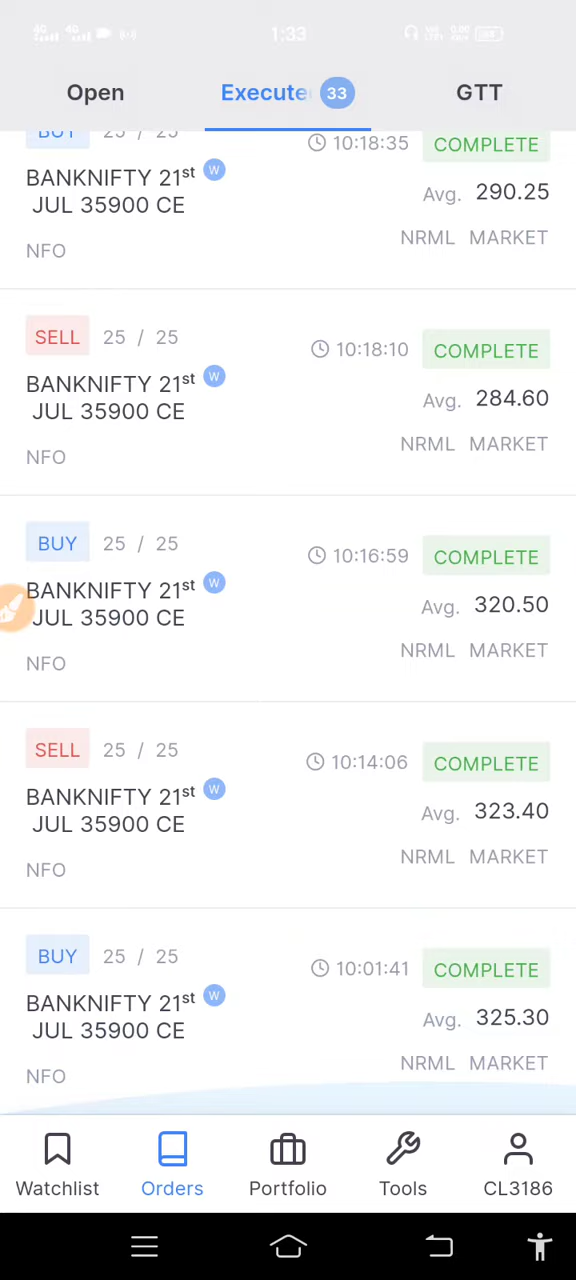 1:33
Open
Execute 33
GTT
BUY 25 / 25
10:18:35 COMPLETE
BANKNIFTY 21st W
JUL 35900 CE
Avg. 290.25
NFO
NRML MARKET
SELL 25 / 25
10:18:10 COMPLETE
BANKNIFTY 21st W
JUL 35900 CE
Avg. 284.60
NFO
NRML MARKET
BUY 25 / 25
10:16:59 COMPLETE
BANKNIFTY 21st W
JUL 35900 CE
Avg. 320.50
NFO
NRML MARKET
SELL 25 / 25
10:14:06 COMPLETE
BANKNIFTY 21st W
JUL 35900 CE
Avg. 323.40
NFO
NRML MARKET
BUY 25 / 25
10:01:41 COMPLETE
BANKNIFTY 21st W
JUL 35900 CE
Avg. 325.30
NFO
NRML MARKET
Watchlist
Orders
Portfolio
Tools
CL3186